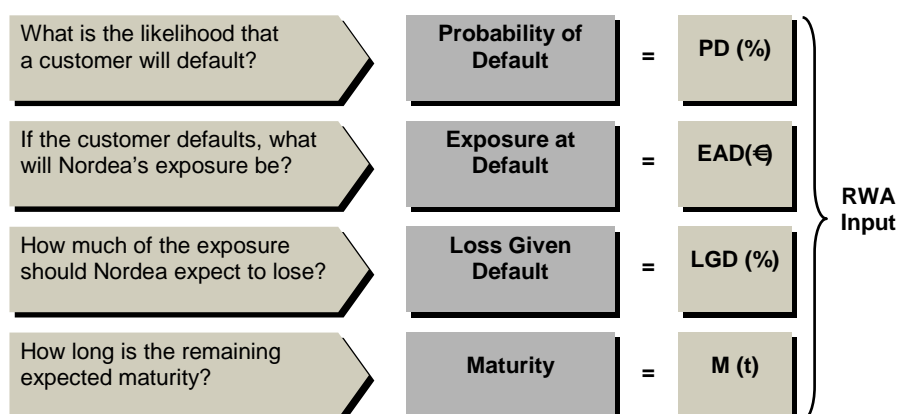 What is the likelihood that
a customer will default?
Probability of
Default
=
PD (%)
If the customer defaults, what
will Nordea's exposure be?
Exposure at
Default
=
EAD(€)
How much of the exposure
should Nordea expect to lose?
Loss Given
Default
=
LGD (%)
How long is the remaining
expected maturity?
Maturity
=
M (t)
RWA
Input